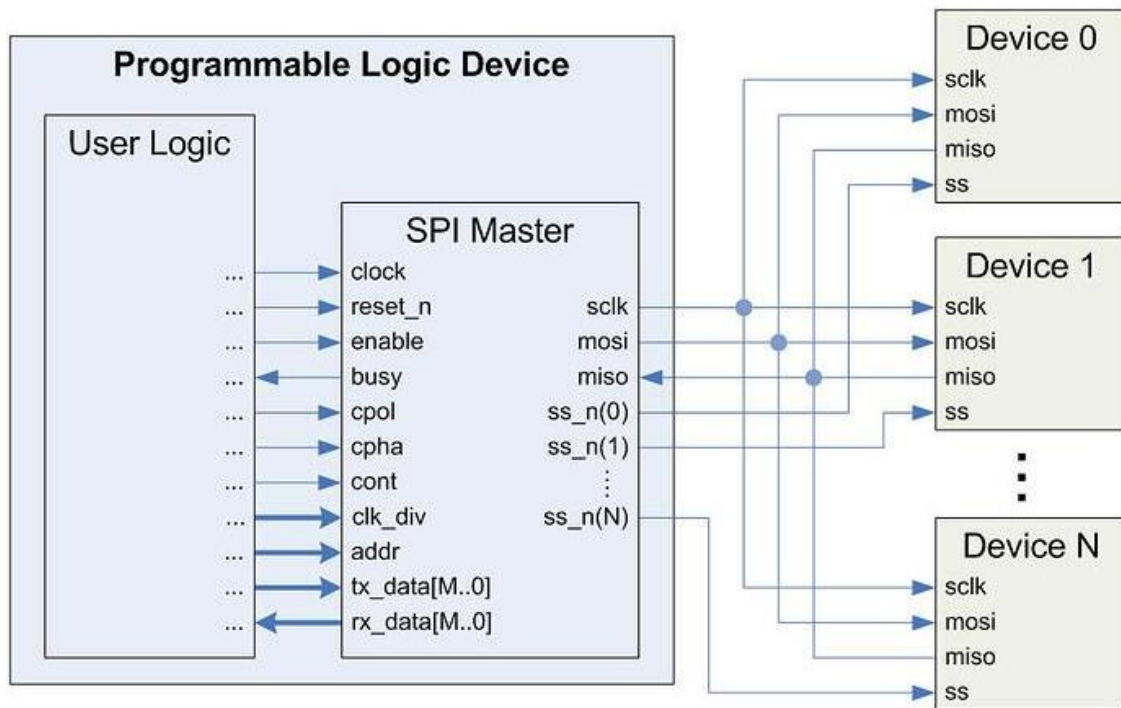 Programmable Logic Device
User Logic
...
...
...
...
...
...
...
...
...
...
...
SPI Master
clock
reset_n
enable
busy
cpol
cpha
cont
clk_div
addr
tx_data[M..0]
rx_data[M..0]
sclk
mosi
miso
ss_n(0)
ss_n(1)
ss_n(N)
Device 0
sclk
mosi
miso
ss
Device 1
sclk
mosi
miso
ss
Device N
sclk
mosi
miso
ss